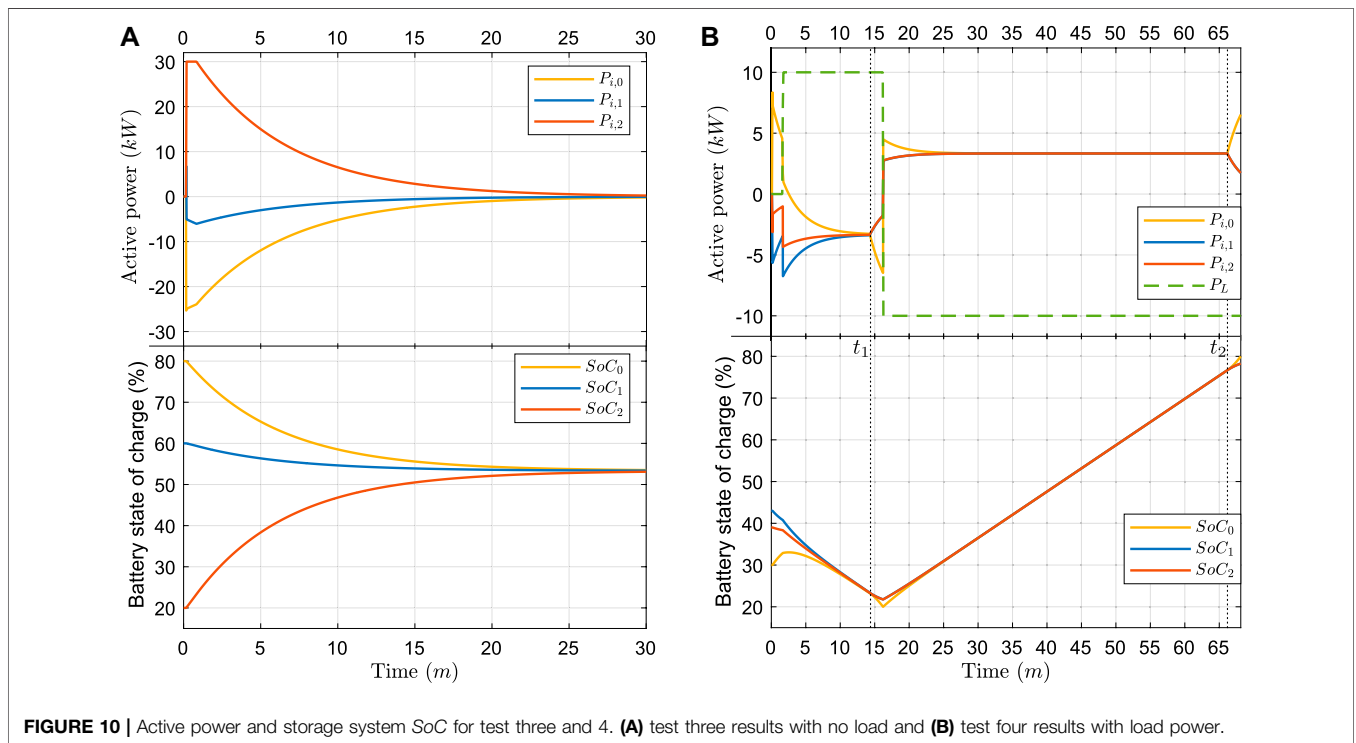 A
0 5 10 15 20 25 30
30
20
10
0
-10
-20
-30
Active power (kW)
P_{i,0}
P_{i,1}
P_{i,2}
80
70
60
50
40
30
20
Battery state of charge (%)
SoC_0
SoC_1
SoC_2
0 5 10 15 20 25 30
Time (m)
B
0 5 10 15 20 25 30 35 40 45 50 55 60 65
10
5
0
-5
-10
Active power (kW)
P_{i,0}
P_{i,1}
P_{i,2}
P_L
t_1
t_2
80
70
60
50
40
30
20
Battery state of charge (%)
SoC_0
SoC_1
SoC_2
0 5 10 15 20 25 30 35 40 45 50 55 60 65
Time (m)
FIGURE 10 | Active power and storage system SoC for test three and 4. (A) test three results with no load and (B) test four results with load power.